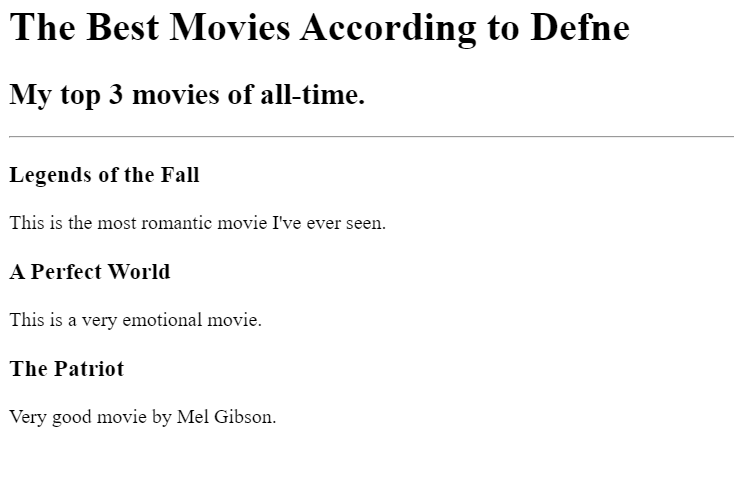 The Best Movies According to Defne
My top 3 movies of all-time.
Legends of the Fall
This is the most romantic movie I've ever seen.
A Perfect World
This is a very emotional movie.
The Patriot
Very good movie by Mel Gibson.